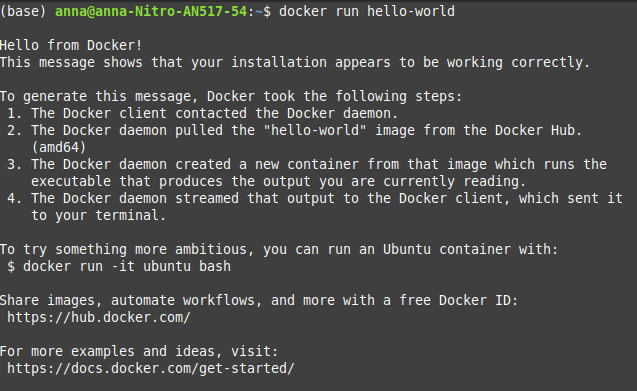 (base) anna@anna-Nitro-AN517-54:~$ docker run hello-world
Hello from Docker!
This message shows that your installation appears to be working correctly.
To generate this message, Docker took the following steps:
1. The Docker client contacted the Docker daemon.
2. The Docker daemon pulled the "hello-world" image from the Docker Hub.
(amd64)
3. The Docker daemon created a new container from that image which runs the
executable that produces the output you are currently reading.
4. The Docker daemon streamed that output to the Docker client, which sent it
to your terminal.
To try something more ambitious, you can run an Ubuntu container with:
$ docker run -it ubuntu bash
Share images, automate workflows, and more with a free Docker ID:
https://hub.docker.com/
For more examples and ideas, visit:
https://docs.docker.com/get-started/